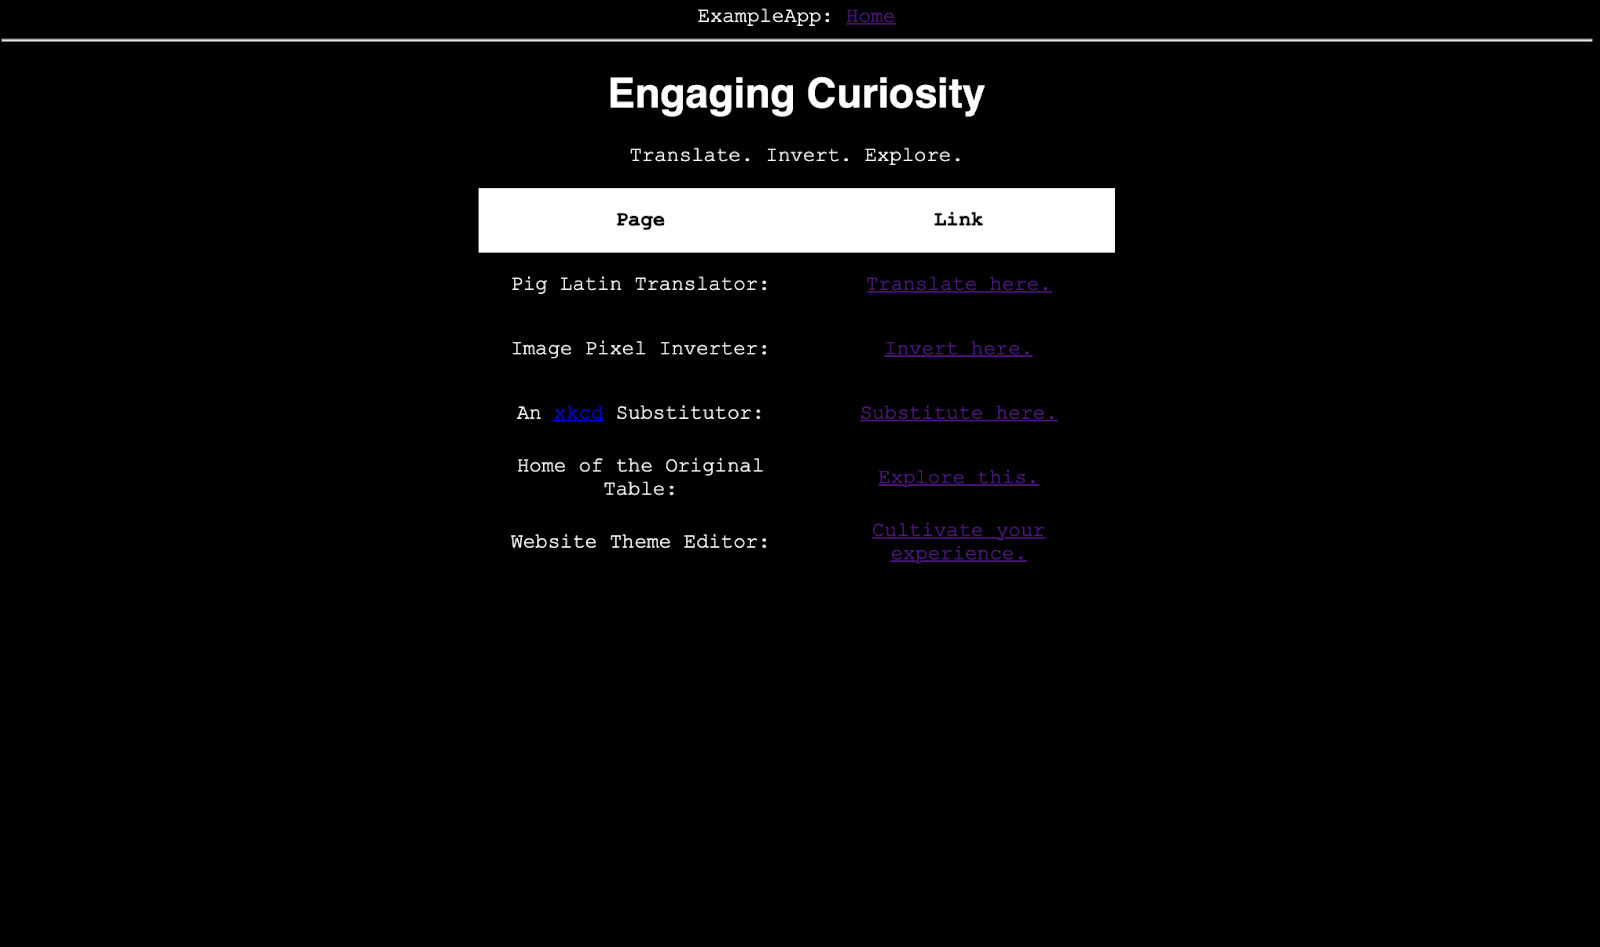 ExampleApp: Home
Engaging Curiosity
Translate. Invert. Explore.
Page Link
Pig Latin Translator: Translate here.
Image Pixel Inverter: Invert here.
An xkcd Substitutor: Substitute here.
Home of the Original
Table:
Explore this.
Website Theme Editor:
Cultivate your
experience.